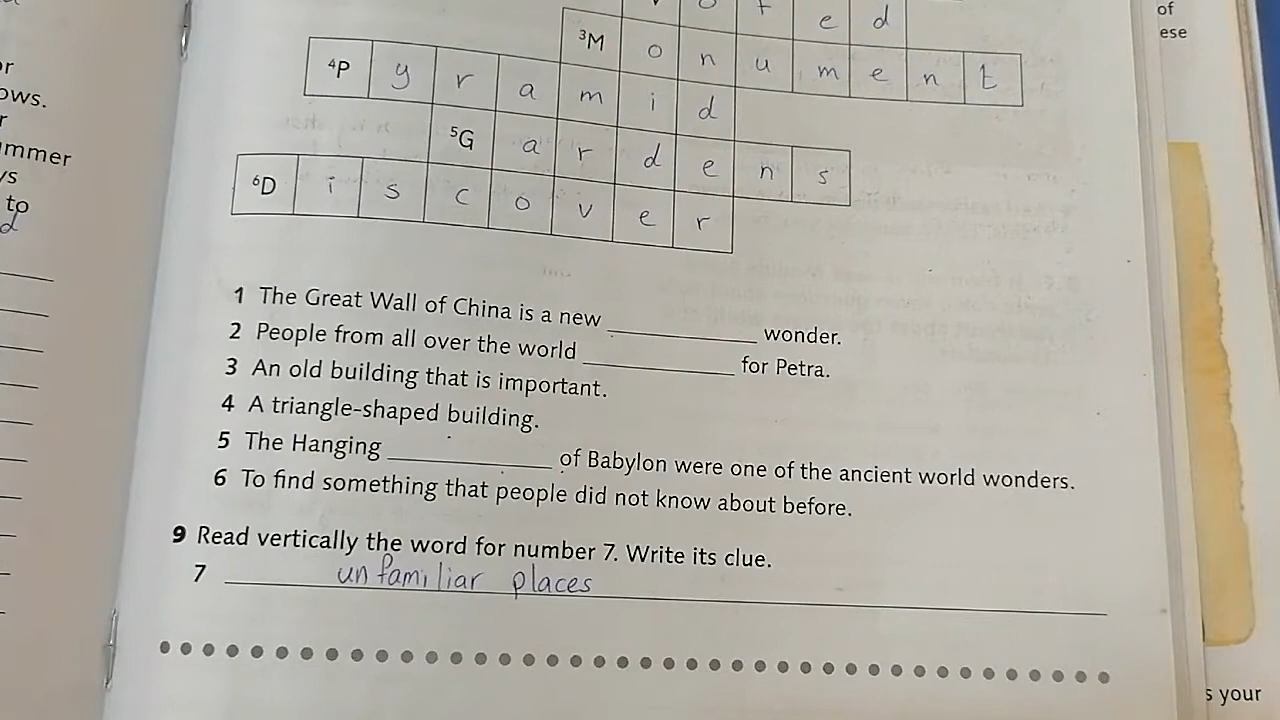 of
ese
e d
³M o n u m e n t
⁴P y r a m i d
⁵G a r d e n s
⁶D i s c o v e r
ows.
mmer
to
d
1 The Great Wall of China is a new ____________ wonder.
2 People from all over the world ____________ for Petra.
3 An old building that is important.
4 A triangle-shaped building.
5 The Hanging ____________ of Babylon were one of the ancient world wonders.
6 To find something that people did not know about before.
9 Read vertically the word for number 7. Write its clue.
7 unfamiliar places
s your